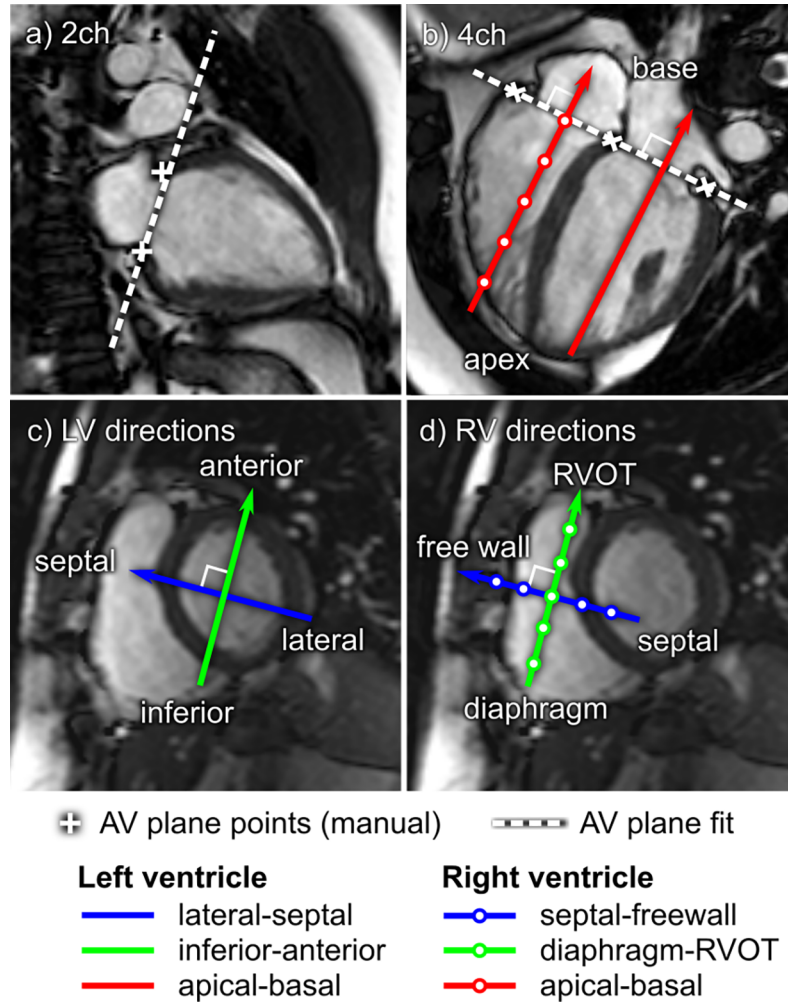 a) 2ch
b) 4ch
base
apex
c) LV directions
anterior
septal
lateral
inferior
d) RV directions
RVOT
free wall
septal
diaphragm
AV plane points (manual)
AV plane fit
Left ventricle
lateral-septal
inferior-anterior
apical-basal
Right ventricle
septal-freewall
diaphragm-RVOT
apical-basal